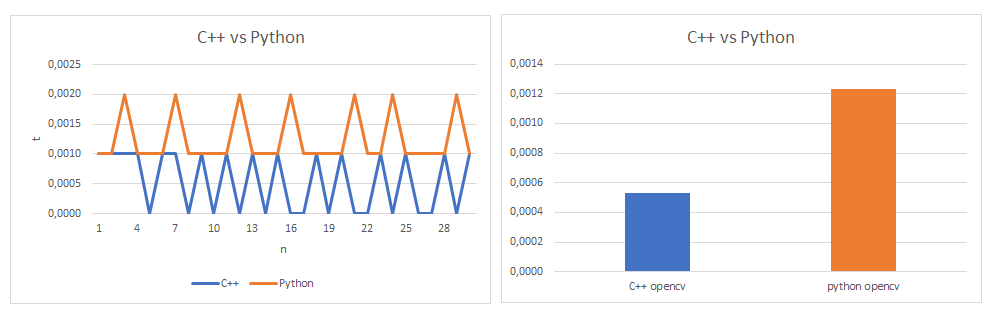 C++ vs Python
0,0025
0,0020
0,0015
0,0010
0,0005
0,0000
t
1 4 7 10 13 16 19 22 25 28
n
C++ Python
C++ vs Python
0,0014
0,0012
0,0010
0,0008
0,0006
0,0004
0,0002
0,0000
C++ opencv python opencv